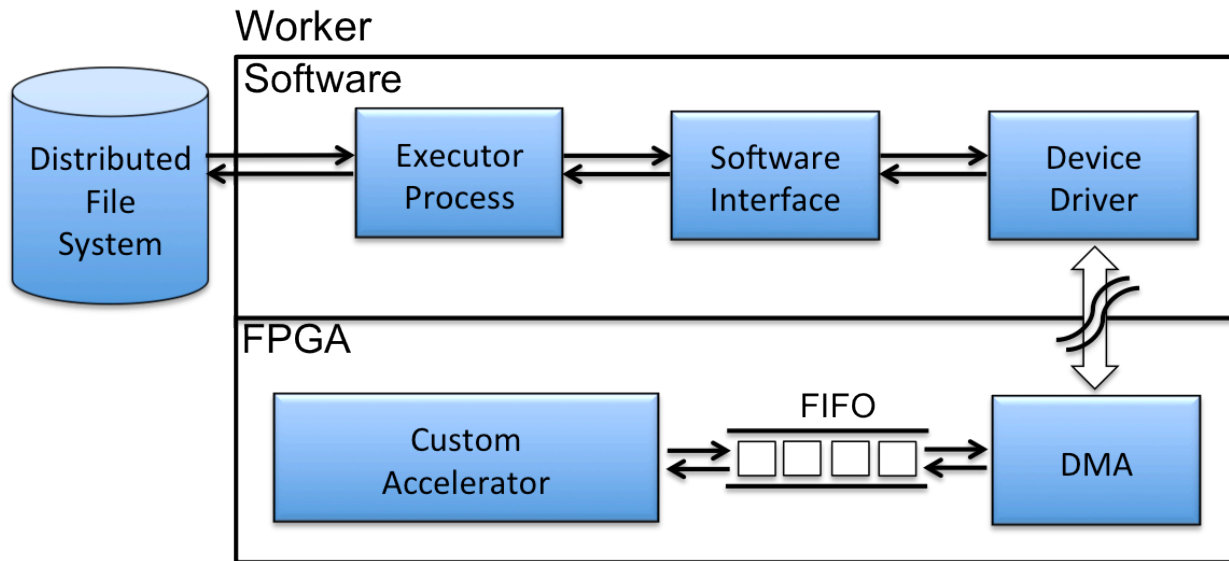 Worker
Software
Distributed
File
System
Executor
Process
Software
Interface
Device
Driver
FPGA
Custom
Accelerator
FIFO
DMA